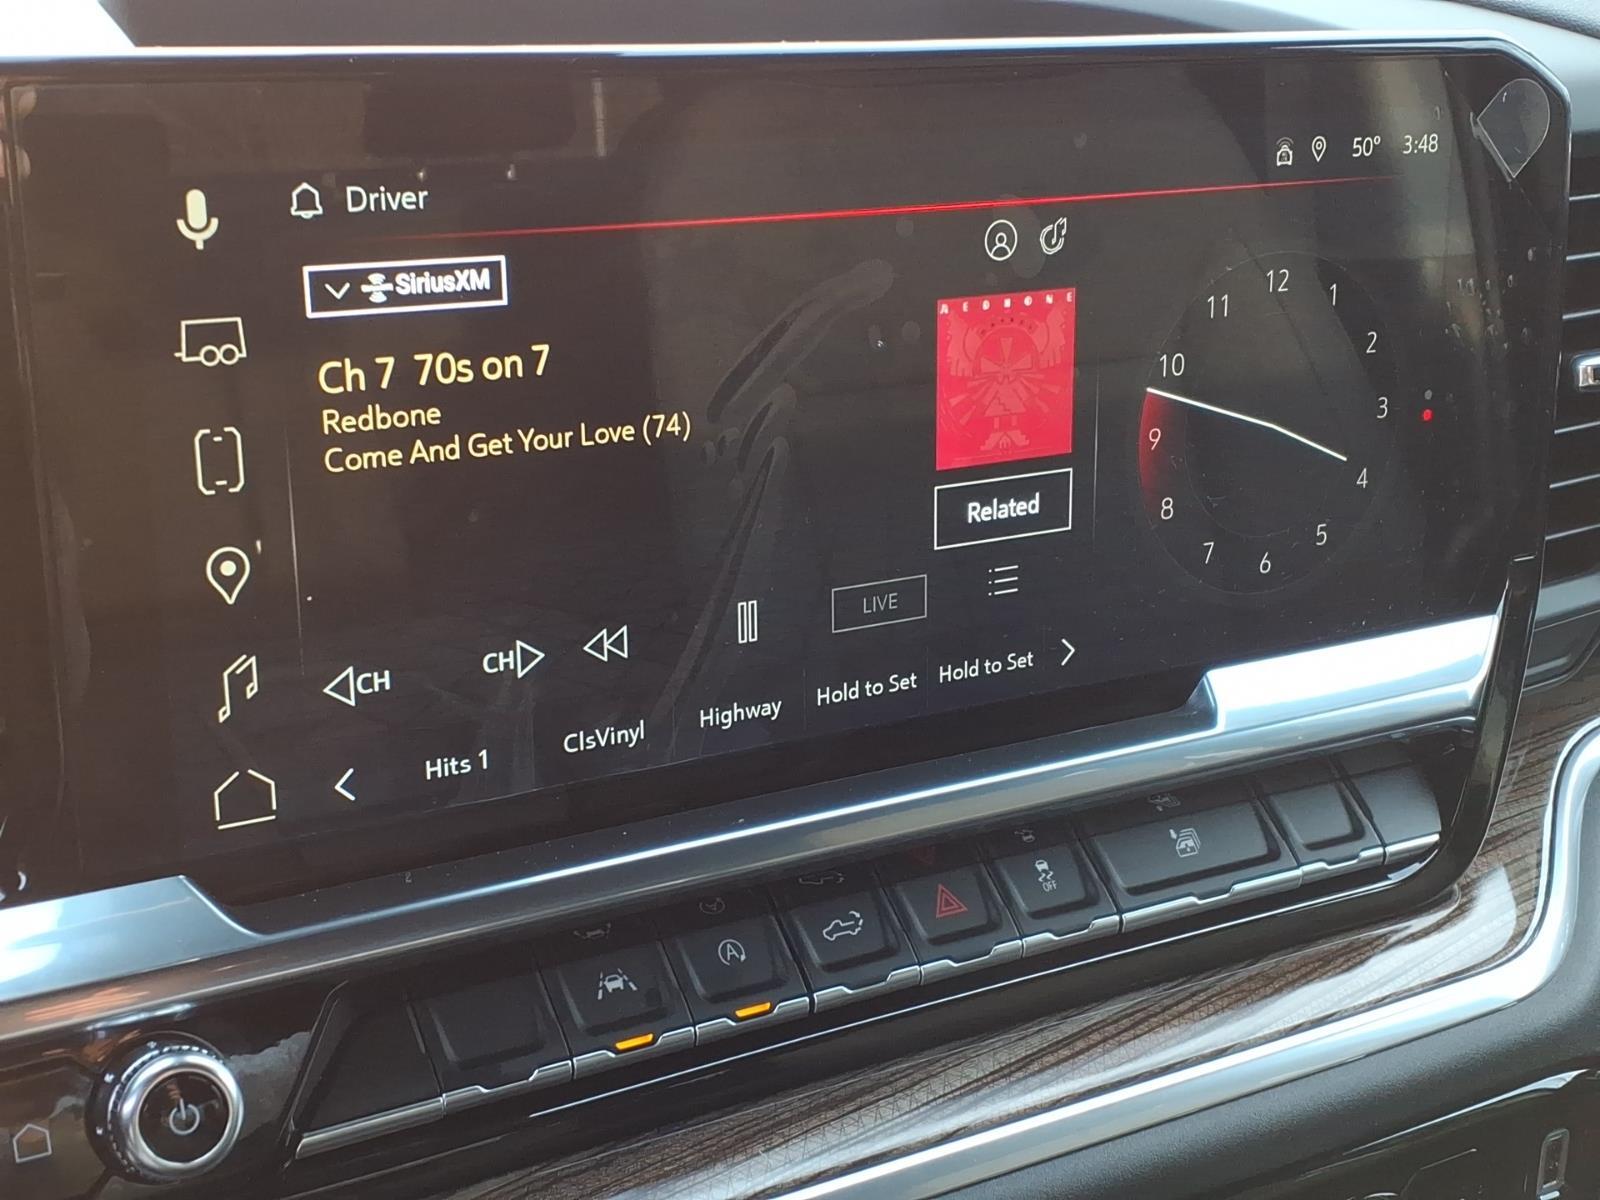 50° 3:48
Driver
SiriusXM
Ch 7 70s on 7
Redbone
Come And Get Your Love (74)
REDBONE
Related
LIVE
CH
CH
Hits 1
ClsVinyl
Highway
Hold to Set
Hold to Set
12
1
2
3
4
5
6
7
8
9
10
11
A
OFF